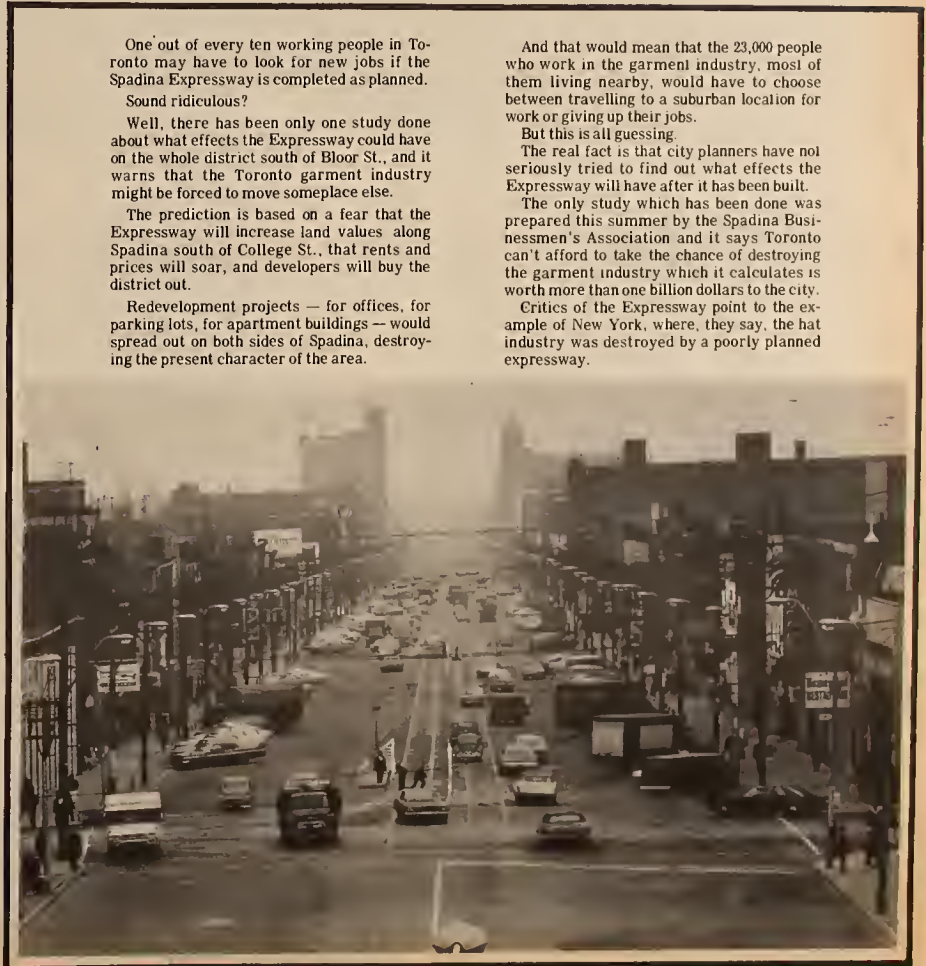 One out of every ten working people in To-
ronto may have to look for new jobs if the
Spadina Expressway is completed as planned.
Sound ridiculous?
Well, there has been only one study done
about what effects the Expressway could have
on the whole district south of Bloor St., and it
warns that the Toronto garment industry
might be forced to move someplace else.
The prediction is based on a fear that the
Expressway will increase land values along
Spadina south of College St., that rents and
prices will soar, and developers will buy the
district out.
Redevelopment projects — for offices, for
parking lots, for apartment buildings — would
spread out on both sides of Spadina, destroy-
ing the present character of the area.
And that would mean that the 23,000 people
who work in the garment industry, most of
them living nearby, would have to choose
between travelling to a suburban location for
work or giving up their jobs.
But this is all guessing.
The real fact is that city planners have not
seriously tried to find out what effects the
Expressway will have after it has been built.
The only study which has been done was
prepared this summer by the Spadina Busi-
nessmen's Association and it says Toronto
can't afford to take the chance of destroying
the garment industry which it calculates is
worth more than one billion dollars to the city.
Critics of the Expressway point to the ex-
ample of New York, where, they say, the hat
industry was destroyed by a poorly planned
expressway.